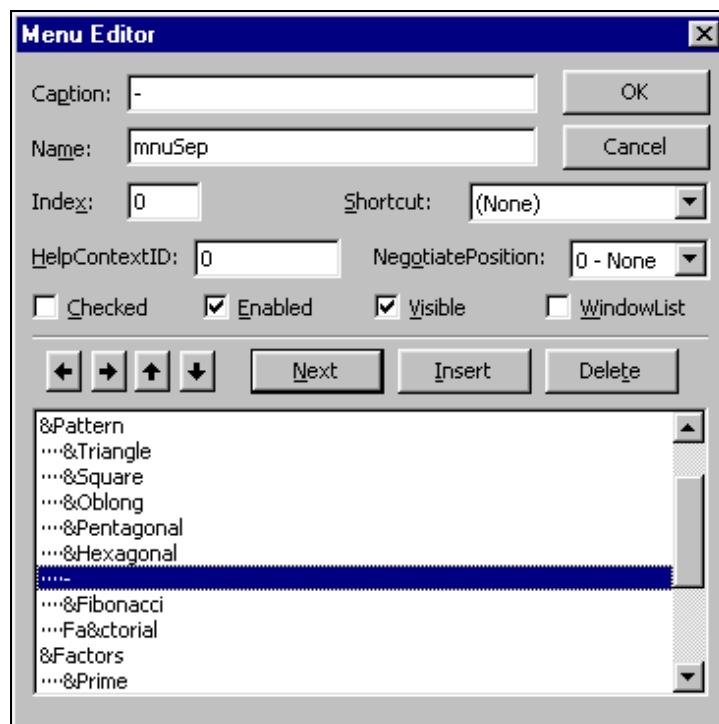 Menu Editor
Caption: -
OK
Name: mnuSep
Cancel
Index: 0 Shortcut: (None)
HelpContextID: 0 NegotiatePosition: 0 - None
Checked Enabled Visible WindowList
Next Insert Delete
&Pattern
····&Triangle
····&Square
····&Oblong
····&Pentagonal
····&Hexagonal
····-
····&Fibonacci
····Fa&ctorial
&Factors
····&Prime